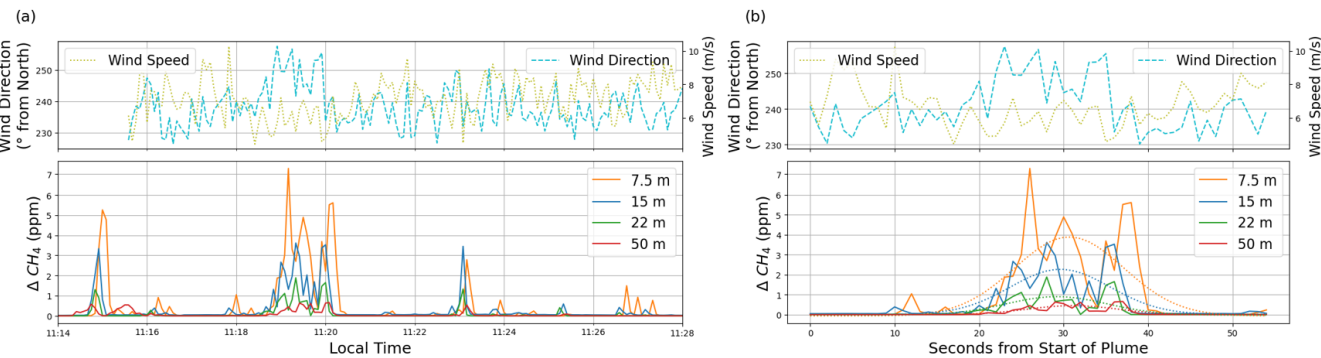 (a)
Wind Direction
(° from North)
250
240
230
Wind Speed
Wind Direction
10
8
6
Wind Speed (m/s)
Δ CH4 (ppm)
7
6
5
4
3
2
1
0
7.5 m
15 m
22 m
50 m
11:14
11:16
11:18
11:20
11:22
11:24
11:26
11:28
Local Time
(b)
Wind Direction
(° from North)
250
240
230
Wind Speed
Wind Direction
10
8
6
Wind Speed (m/s)
Δ CH4 (ppm)
7
6
5
4
3
2
1
0
7.5 m
15 m
22 m
50 m
0
10
20
30
40
50
Seconds from Start of Plume